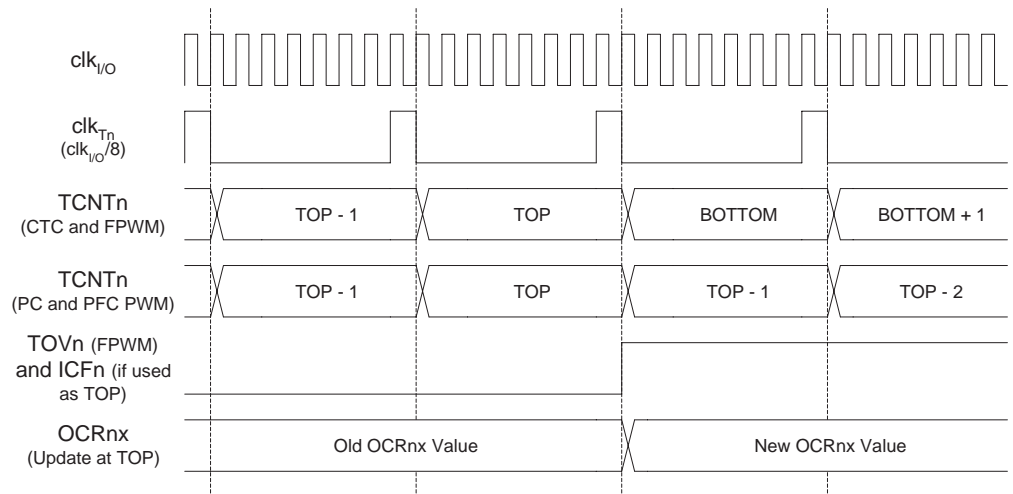 clkI/O
clkTn
(clkI/O/8)
TCNTn
(CTC and FPWM)
TOP - 1
TOP
BOTTOM
BOTTOM + 1
TCNTn
(PC and PFC PWM)
TOP - 1
TOP
TOP - 1
TOP - 2
TOVn (FPWM)
and ICFn (if used
as TOP)
OCRnx
(Update at TOP)
Old OCRnx Value
New OCRnx Value